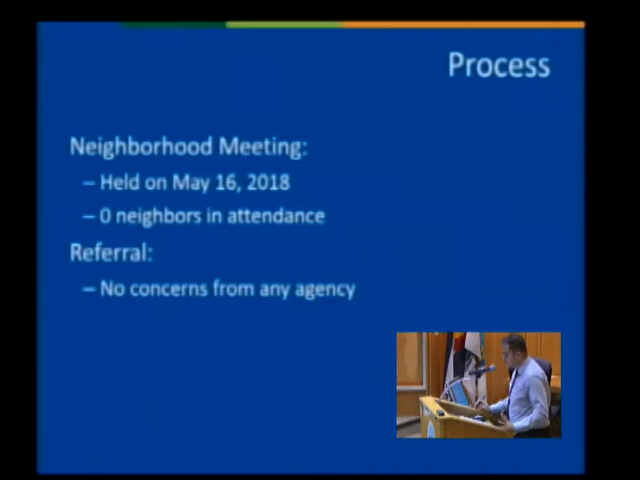 Process
Neighborhood Meeting:
– Held on May 16, 2018
– 0 neighbors in attendance
Referral:
– No concerns from any agency